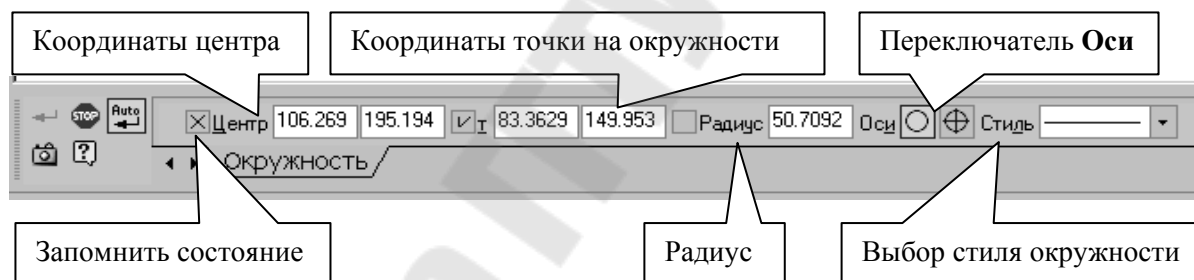 Координаты центра Координаты точки на окружности Переключатель Оси
STOP Auto Центр 106.269 195.194 т 83.3629 149.953 Радиус 50.7092 Оси Стиль
Окружность
Запомнить состояние Радиус Выбор стиля окружности